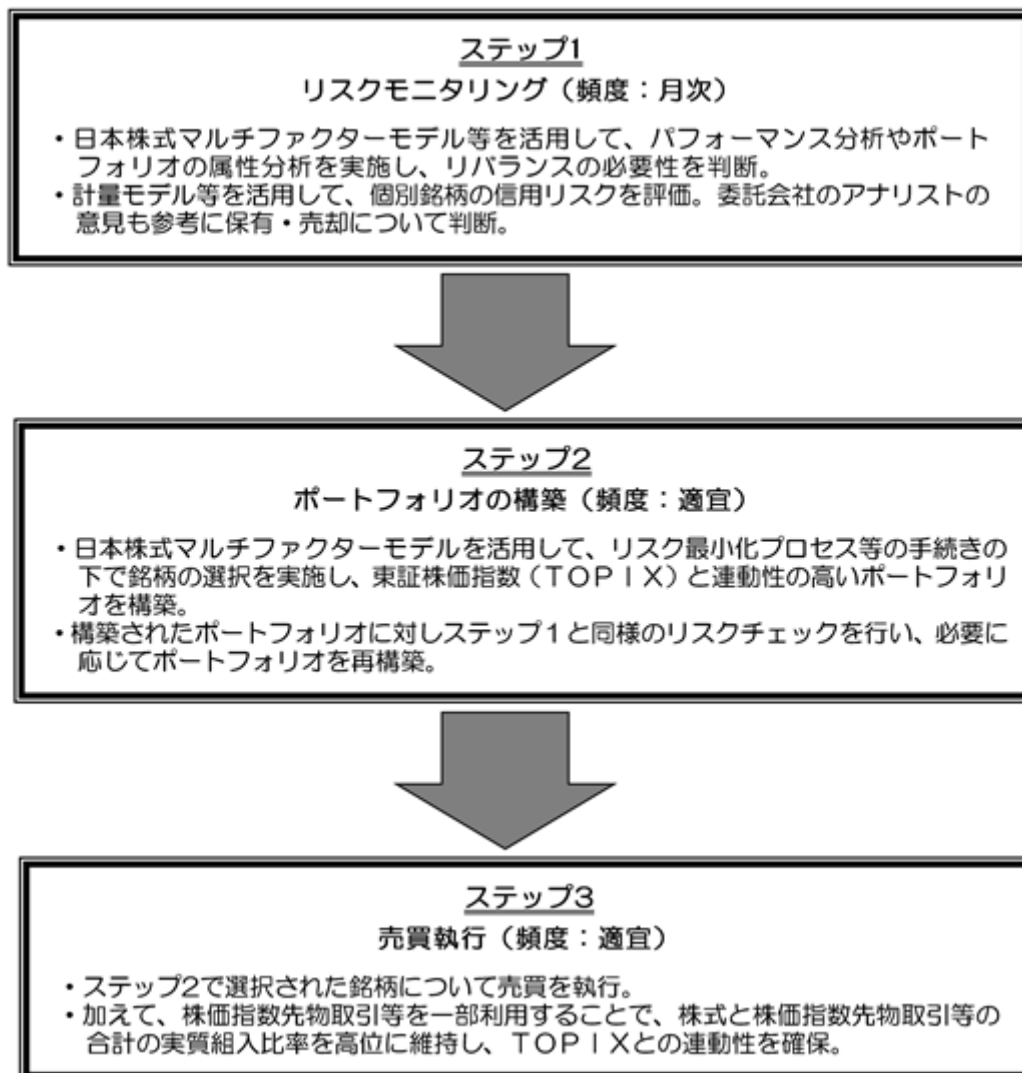 ステップ1
リスクモニタリング（頻度：月次）
・日本株式マルチファクターモデル等を活用して、パフォーマンス分析やポート
フォリオの属性分析を実施し、リバランスの必要性を判断。
・計量モデル等を活用して、個別銘柄の信用リスクを評価。委託会社のアナリストの
意見も参考に保有・売却について判断。
ステップ2
ポートフォリオの構築（頻度：適宜）
・日本株式マルチファクターモデルを活用して、リスク最小化プロセス等の手続きの
下で銘柄の選択を実施し、東証株価指数（ＴＯＰＩＸ）と連動性の高いポートフォリ
オを構築。
・構築されたポートフォリオに対しステップ１と同様のリスクチェックを行い、必要に
応じてポートフォリオを再構築。
ステップ3
売買執行（頻度：適宜）
・ステップ2で選択された銘柄について売買を執行。
・加えて、株価指数先物取引等を一部利用することで、株式と株価指数先物取引等の
合計の実質組入比率を高位に維持し、ＴＯＰＩＸとの連動性を確保。